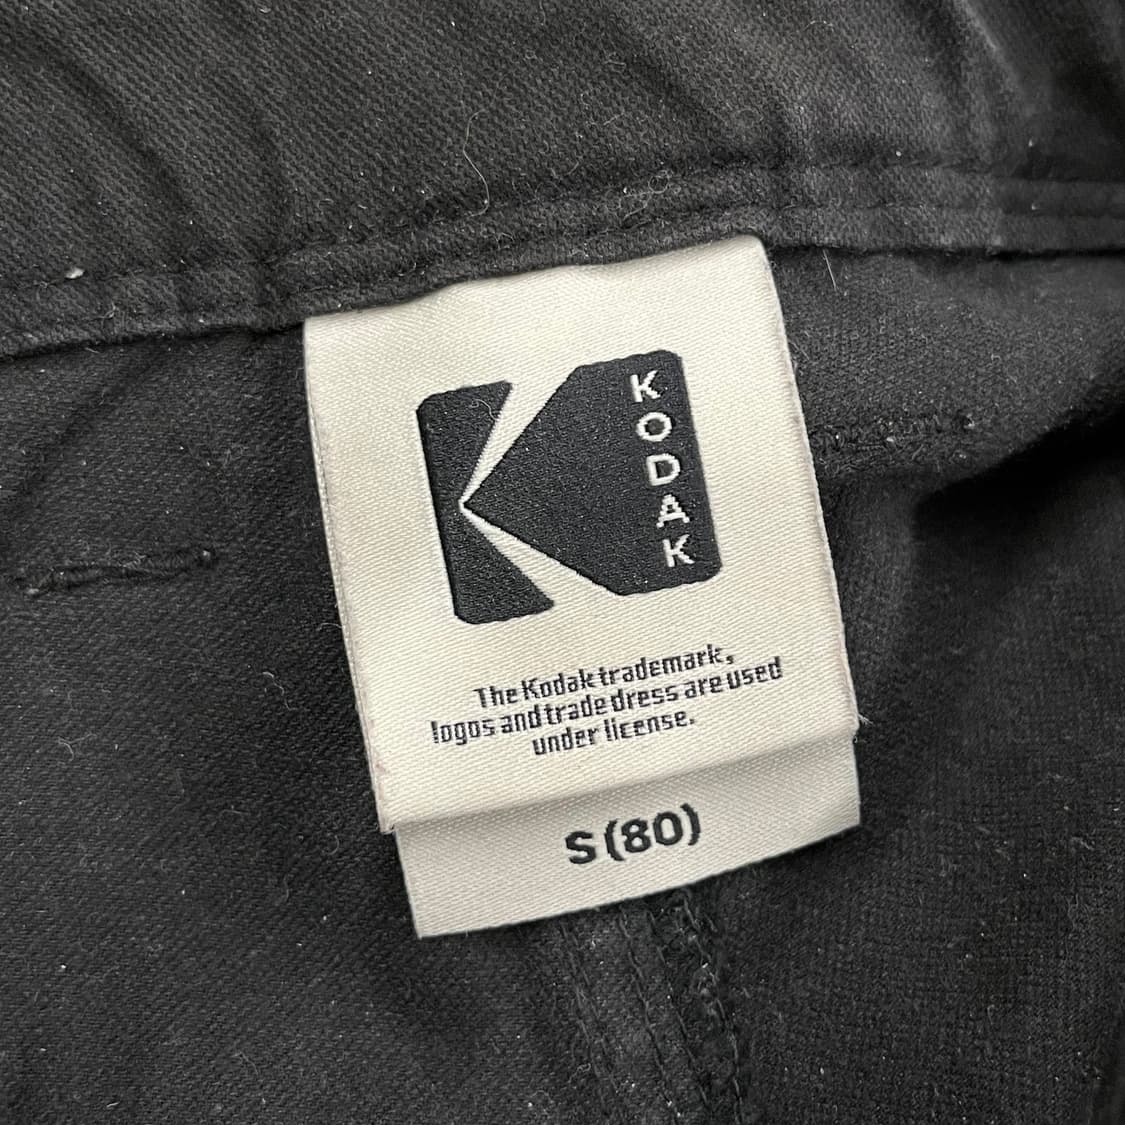 KODAK
The Kodak trademark,
logos and trade dress are used
under license.
S (80)